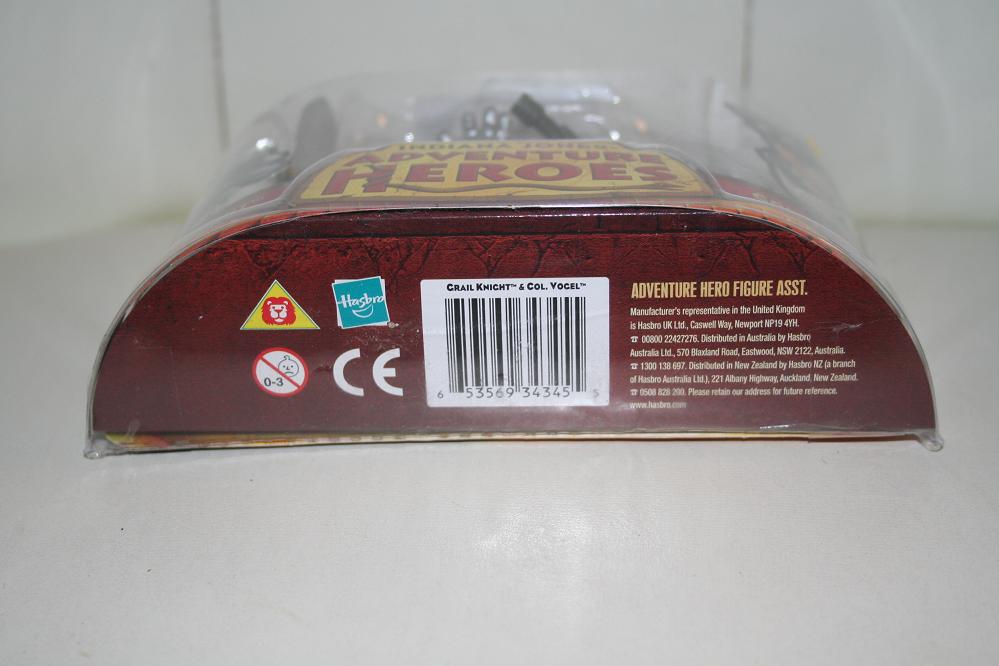 INDIANA JONES
ADVENTURE
HEROES
Hasbro
0-3
CE
GRAIL KNIGHT™ & COL. VOGEL™
6 53569 34345 5
ADVENTURE HERO FIGURE ASST.
Manufacturer's representative in the United Kingdom
is Hasbro UK Ltd., Caswell Way, Newport NP19 4YH.
☎ 00800 22427276. Distributed in Australia by Hasbro
Australia Ltd., 570 Blaxland Road, Eastwood, NSW 2122, Australia.
☎ 1300 138 697. Distributed in New Zealand by Hasbro NZ (a branch
of Hasbro Australia Ltd.), 221 Albany Highway, Auckland, New Zealand.
☎ 0508 828 200. Please retain our address for future reference.
www.hasbro.com